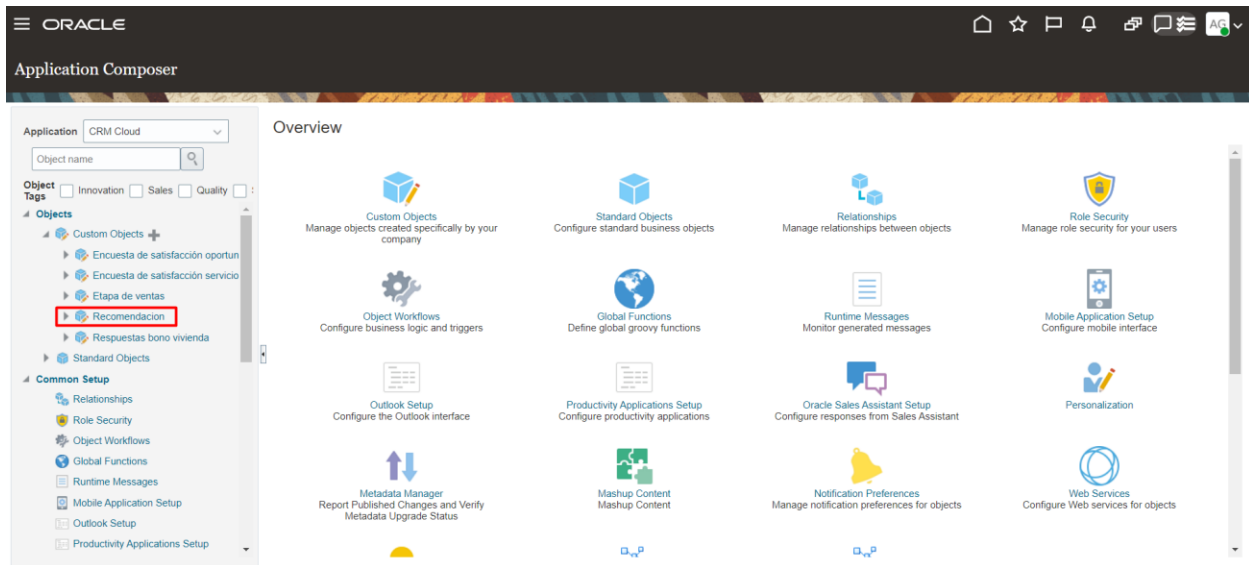 ORACLE
AG
Application Composer
Application CRM Cloud
Object name
Object Tags Innovation Sales Quality
Objects
Custom Objects
Encuesta de satisfacción oportun
Encuesta de satisfacción servicio
Etapa de ventas
Recomendacion
Respuestas bono vivienda
Standard Objects
Common Setup
Relationships
Role Security
Object Workflows
Global Functions
Runtime Messages
Mobile Application Setup
Outlook Setup
Productivity Applications Setup
Overview
Custom Objects
Manage objects created specifically by your
company
Standard Objects
Configure standard business objects
Relationships
Manage relationships between objects
Role Security
Manage role security for your users
Object Workflows
Configure business logic and triggers
Global Functions
Define global groovy functions
Runtime Messages
Monitor generated messages
Mobile Application Setup
Configure mobile interface
Outlook Setup
Configure the Outlook interface
Productivity Applications Setup
Configure productivity applications
Oracle Sales Assistant Setup
Configure responses from Sales Assistant
Personalization
Metadata Manager
Report Published Changes and Verify
Metadata Upgrade Status
Mashup Content
Mashup Content
Notification Preferences
Manage notification preferences for objects
Web Services
Configure Web services for objects